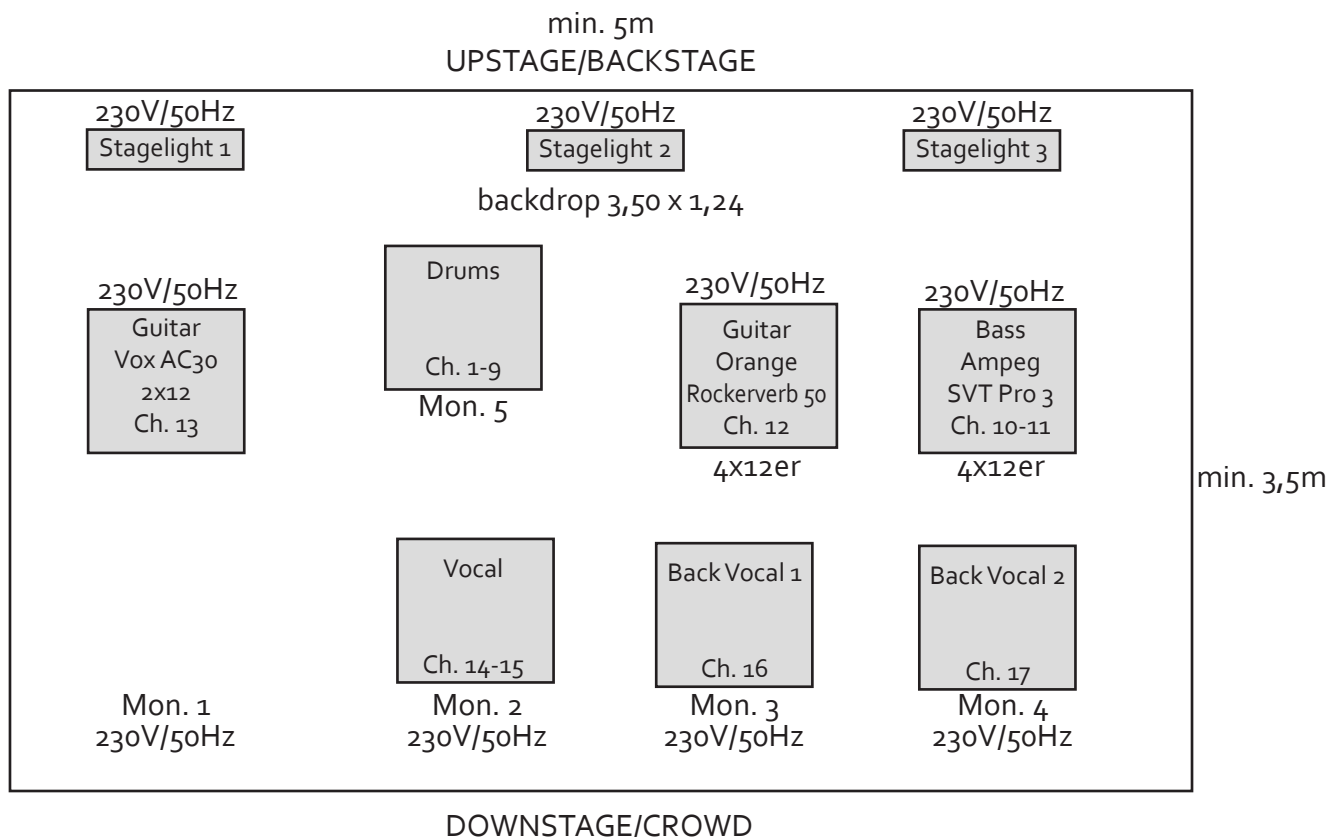 min. 5m
UPSTAGE/BACKSTAGE
230V/50Hz
Stagelight 1
230V/50Hz
Stagelight 2
230V/50Hz
Stagelight 3
backdrop 3,50 x 1,24
230V/50Hz
Guitar
Vox AC30
2x12
Ch. 13
Drums
Ch. 1-9
Mon. 5
230V/50Hz
Guitar
Orange
Rockerverb 50
Ch. 12
4x12er
230V/50Hz
Bass
Ampeg
SVT Pro 3
Ch. 10-11
4x12er
min. 3,5m
Mon. 1
230V/50Hz
Vocal
Ch. 14-15
Mon. 2
230V/50Hz
Back Vocal 1
Ch. 16
Mon. 3
230V/50Hz
Back Vocal 2
Ch. 17
Mon. 4
230V/50Hz
DOWNSTAGE/CROWD